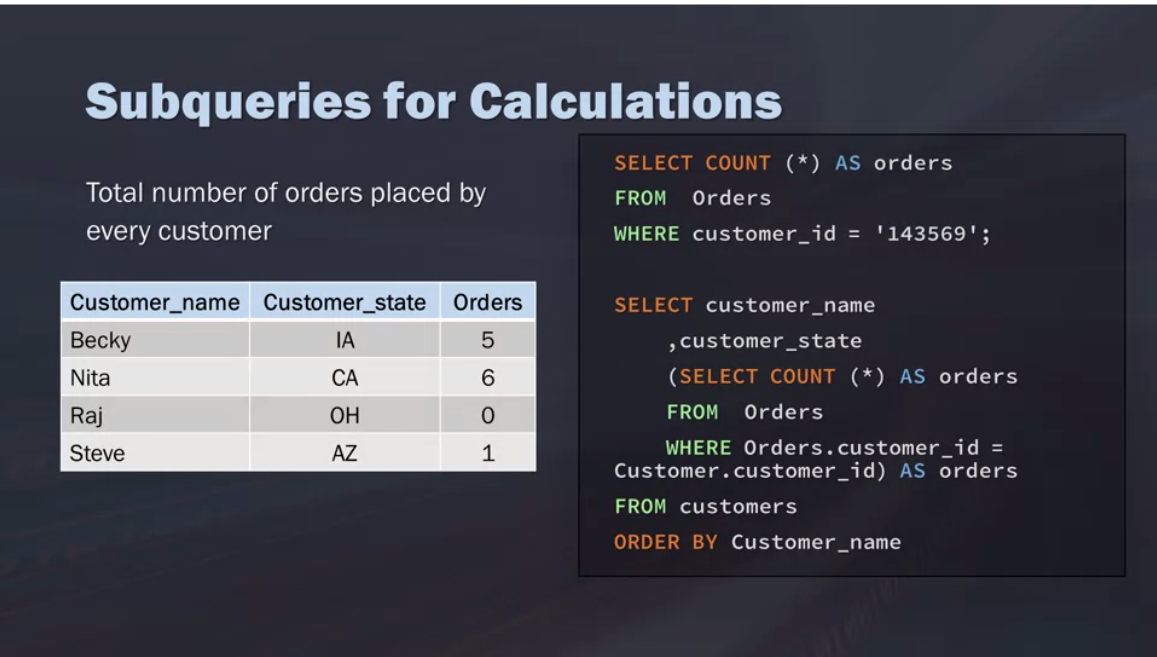 Subqueries for Calculations
Total number of orders placed by
every customer
Customer_name Customer_state Orders
Becky IA 5
Nita CA 6
Raj OH 0
Steve AZ 1
SELECT COUNT (*) AS orders
FROM Orders
WHERE customer_id = '143569';
SELECT customer_name
,customer_state
(SELECT COUNT (*) AS orders
FROM Orders
WHERE Orders.customer_id =
Customer.customer_id) AS orders
FROM customers
ORDER BY Customer_name